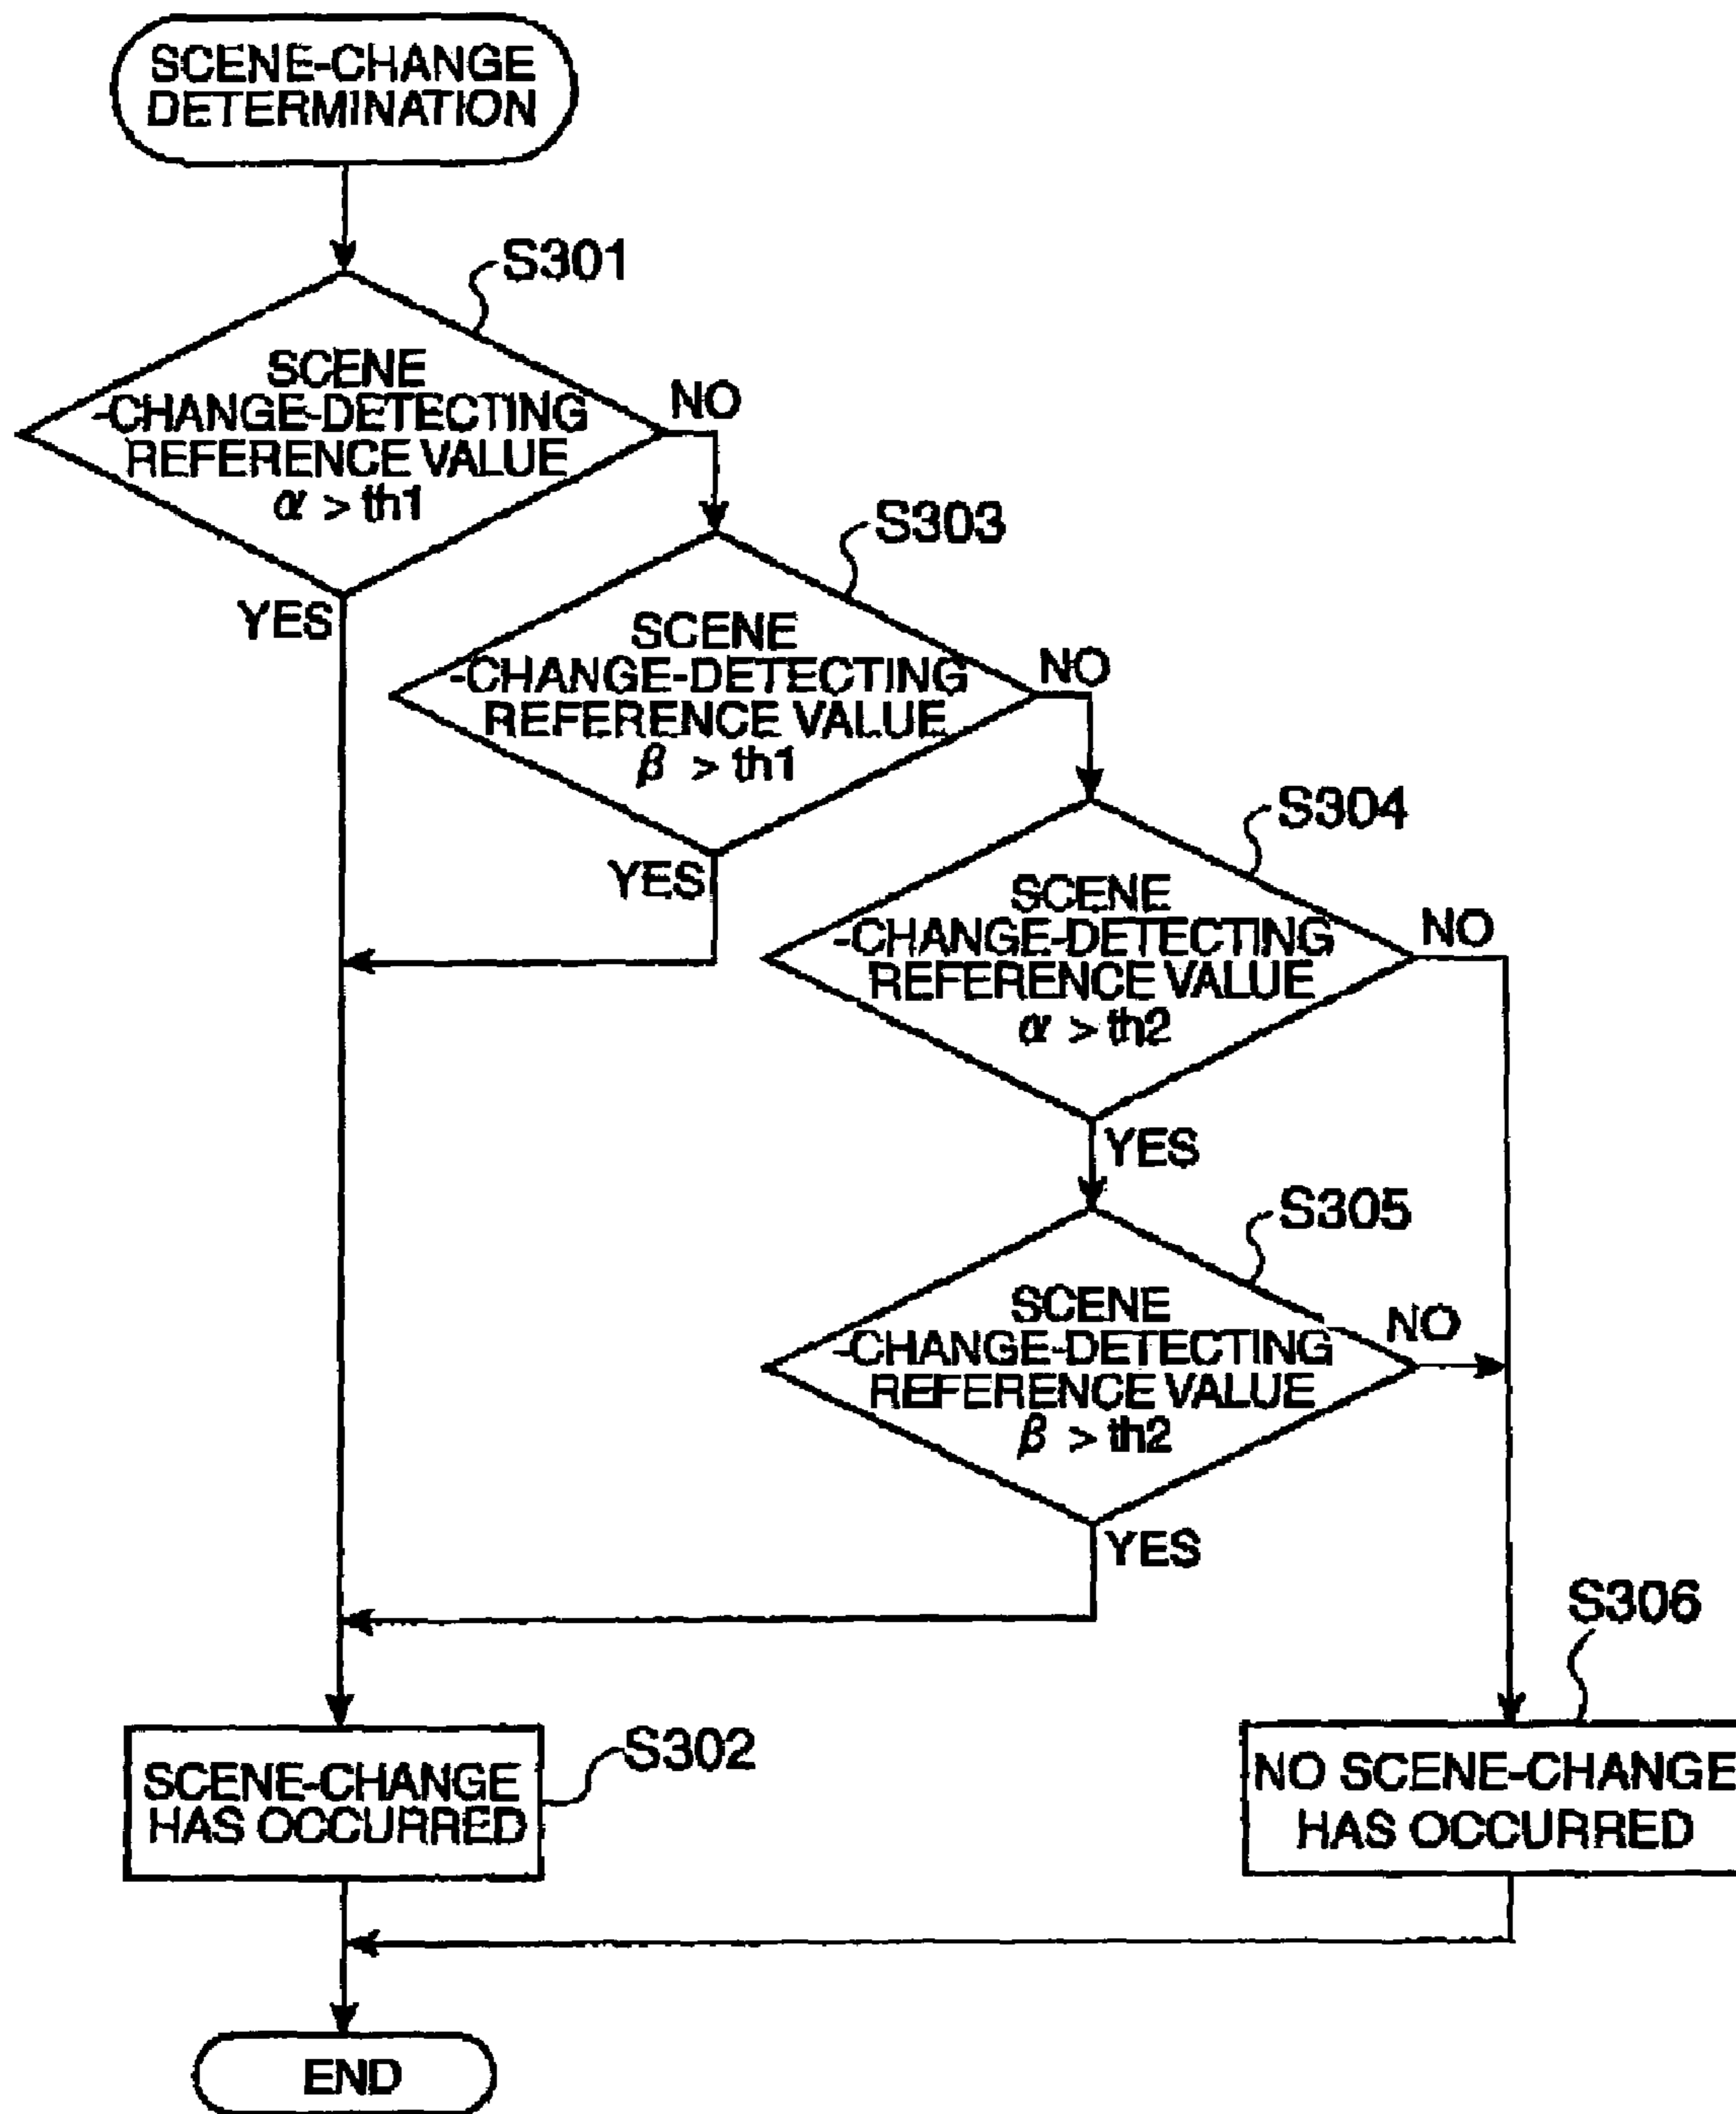 SCENE-CHANGE
DETERMINATION
S301
SCENE
-CHANGE-DETECTING
REFERENCE VALUE
α > th1
NO
YES
S303
SCENE
-CHANGE-DETECTING
REFERENCE VALUE
β > th1
NO
YES
S304
SCENE
-CHANGE-DETECTING
REFERENCE VALUE
α > th2
NO
YES
S305
SCENE
-CHANGE-DETECTING
REFERENCE VALUE
β > th2
NO
YES
S302
SCENE-CHANGE
HAS OCCURRED
S306
NO SCENE-CHANGE
HAS OCCURRED
END